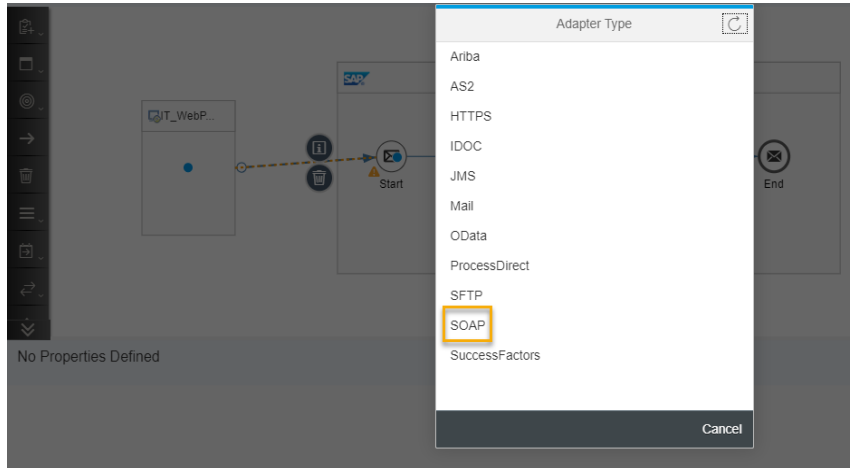 Adapter Type
Ariba
AS2
HTTPS
IDOC
JMS
Mail
OData
ProcessDirect
SFTP
SOAP
SuccessFactors
Cancel
SAP
IT_WebP...
Start
End
No Properties Defined